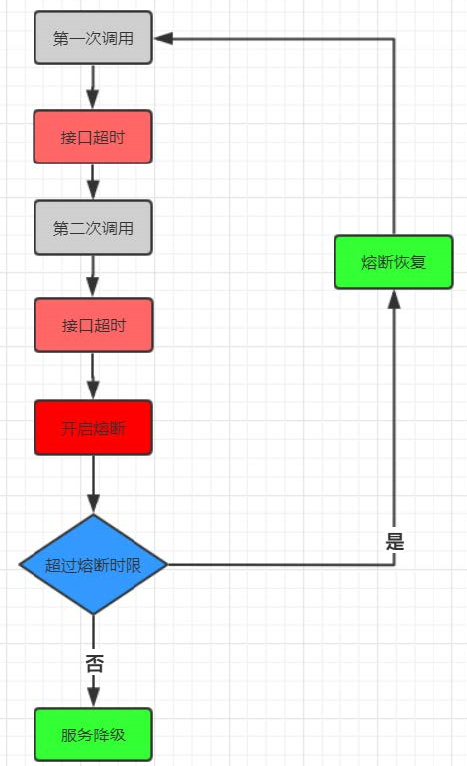 第一次调用
接口超时
第二次调用
熔断恢复
接口超时
开启熔断
是
超过熔断时限
否
服务降级